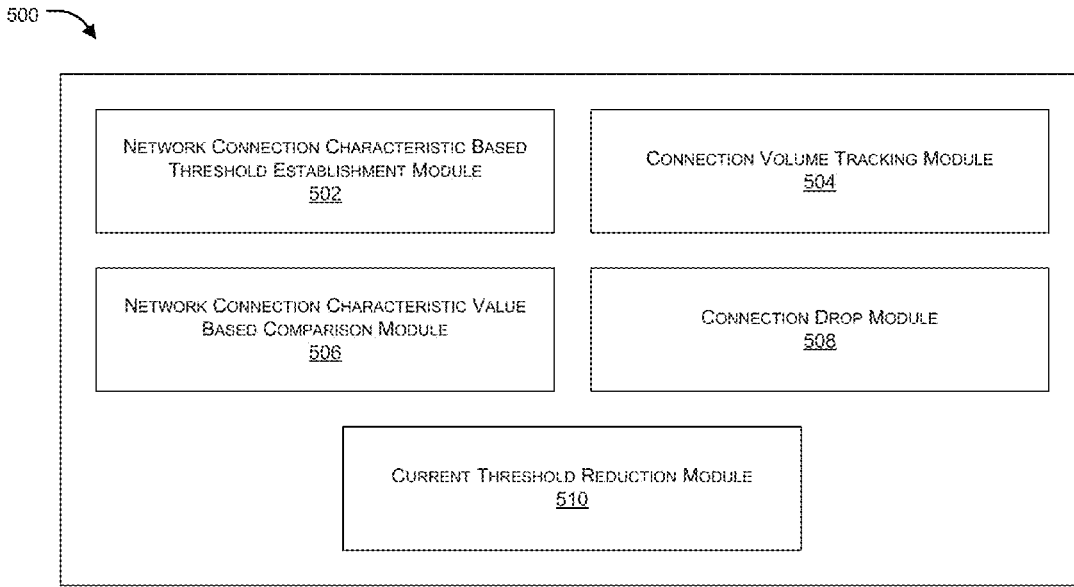 500
NETWORK CONNECTION CHARACTERISTIC BASED
THRESHOLD ESTABLISHMENT MODULE
502
CONNECTION VOLUME TRACKING MODULE
504
NETWORK CONNECTION CHARACTERISTIC VALUE
BASED COMPARISON MODULE
506
CONNECTION DROP MODULE
508
CURRENT THRESHOLD REDUCTION MODULE
510